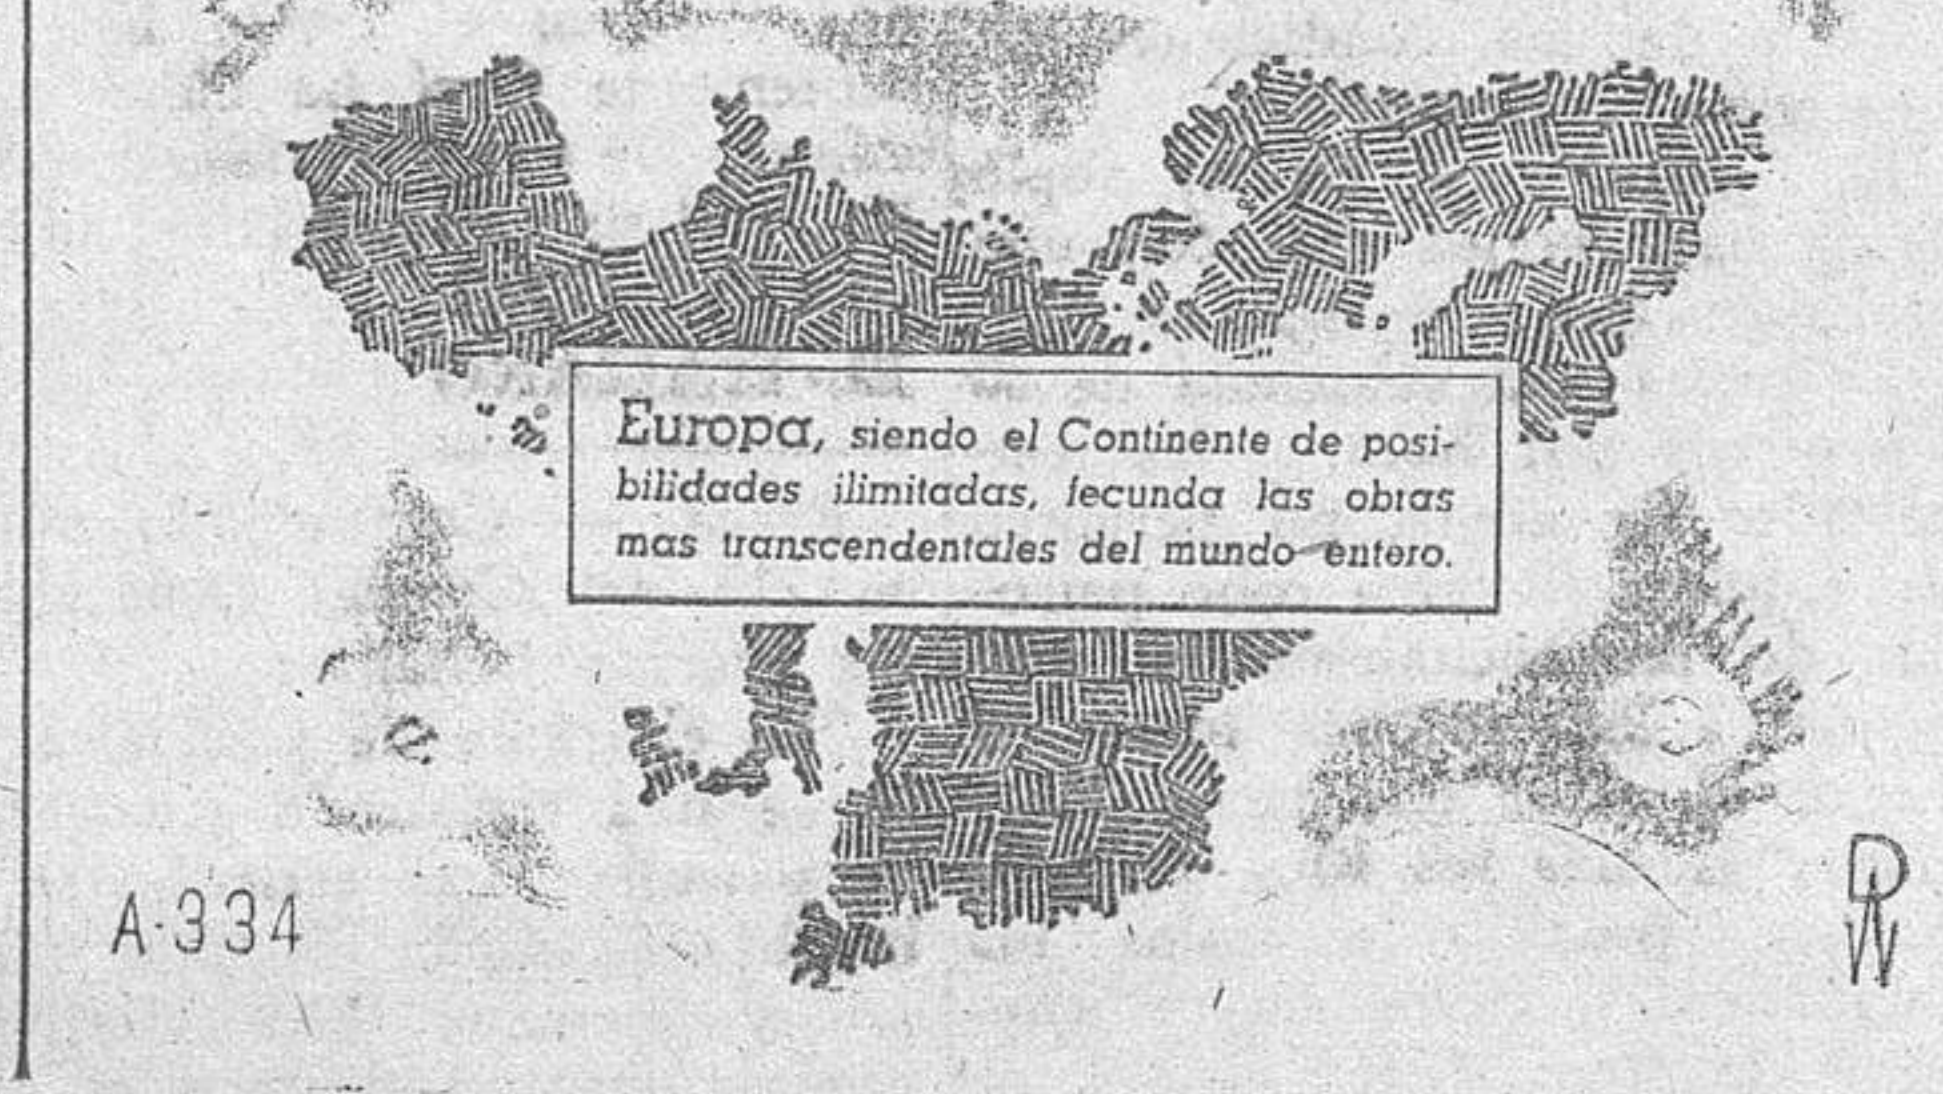 Europa, siendo el Continente de posi-
bilidades ilimitadas, fecunda las obras
mas transcendentales del mundo entero.
A-334